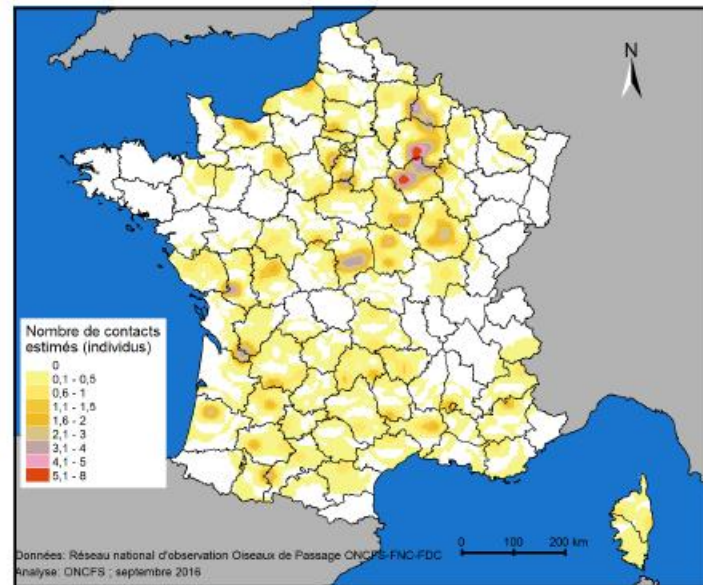 N
Nombre de contacts
estimés (individus)
0
0,1 - 0,5
0,6 - 1
1,1 - 1,5
1,6 - 2
2,1 - 3
3,1 - 4
4,1 - 5
5,1 - 8
0 100 200 km
Données: Réseau national d'observation Oiseaux de Passage ONCFS-FNC-FDC
Analyse: ONCFS ; septembre 2016